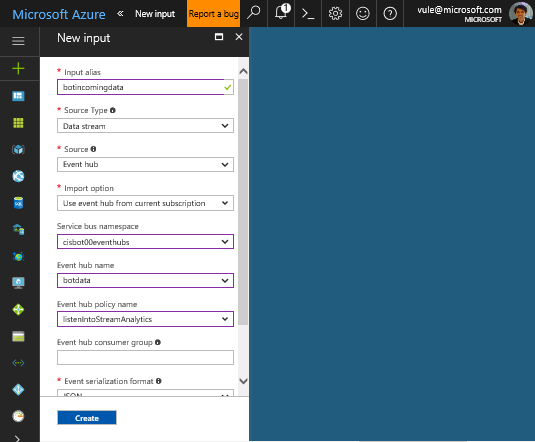 Microsoft Azure « New input Report a bug 1 vule@microsoft.com
MICROSOFT
New input
* Input alias
botincomingdata
* Source Type
Data stream
* Source
Event hub
* Import option
Use event hub from current subscription
Service bus namespace
cisbot00eventhubs
Event hub name
botdata
Event hub policy name
listenIntoStreamAnalytics
Event hub consumer group
* Event serialization format
JSON
Create